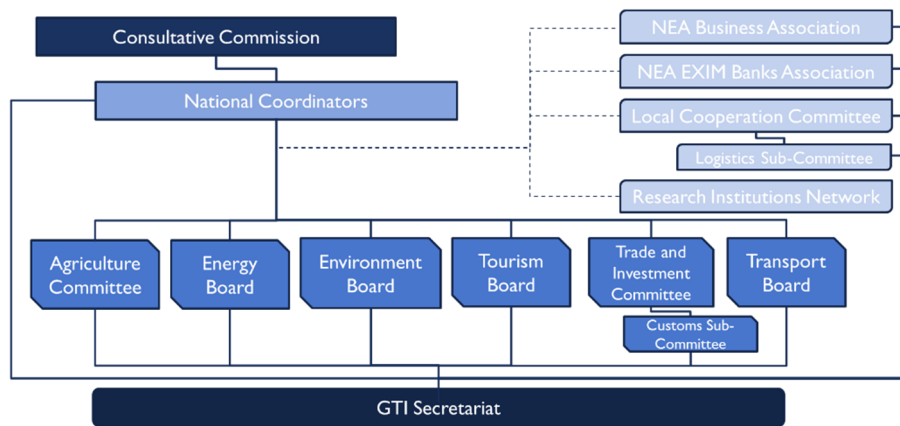 Consultative Commission
National Coordinators
NEA Business Association
NEA EXIM Banks Association
Local Cooperation Committee
Logistics Sub-Committee
Research Institutions Network
Agriculture
Committee
Energy
Board
Environment
Board
Tourism
Board
Trade and
Investment
Committee
Transport
Board
Customs Sub-
Committee
GTI Secretariat